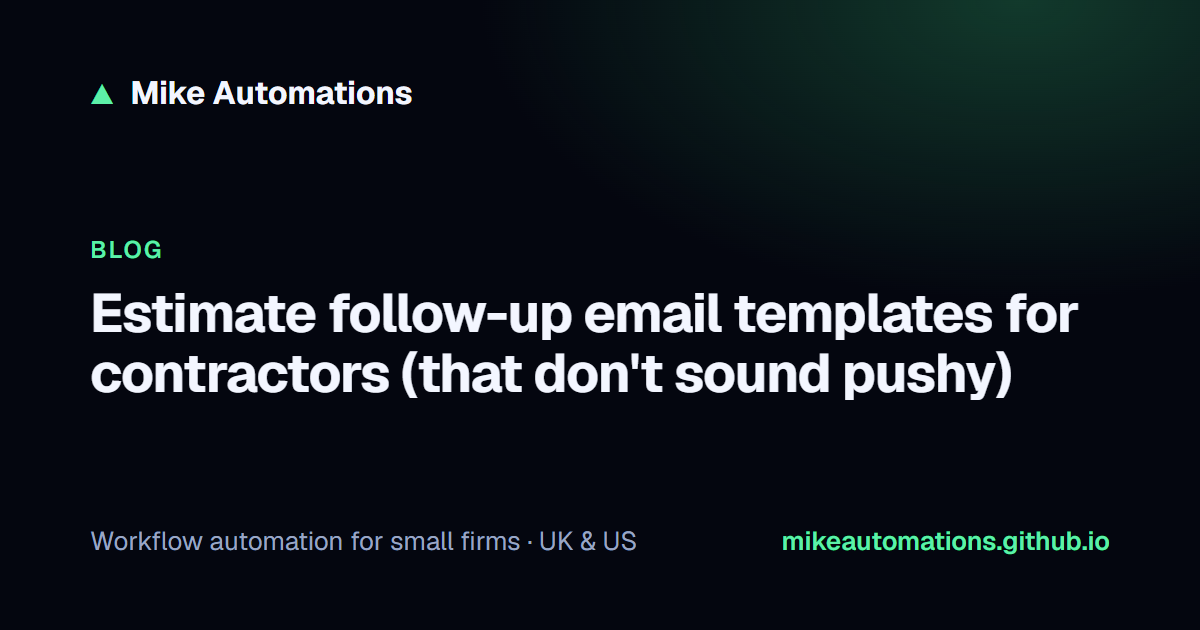 Mike Automations
BLOG
Estimate follow-up email templates for
contractors (that don't sound pushy)
Workflow automation for small firms · UK & US
mikeautomations.github.io